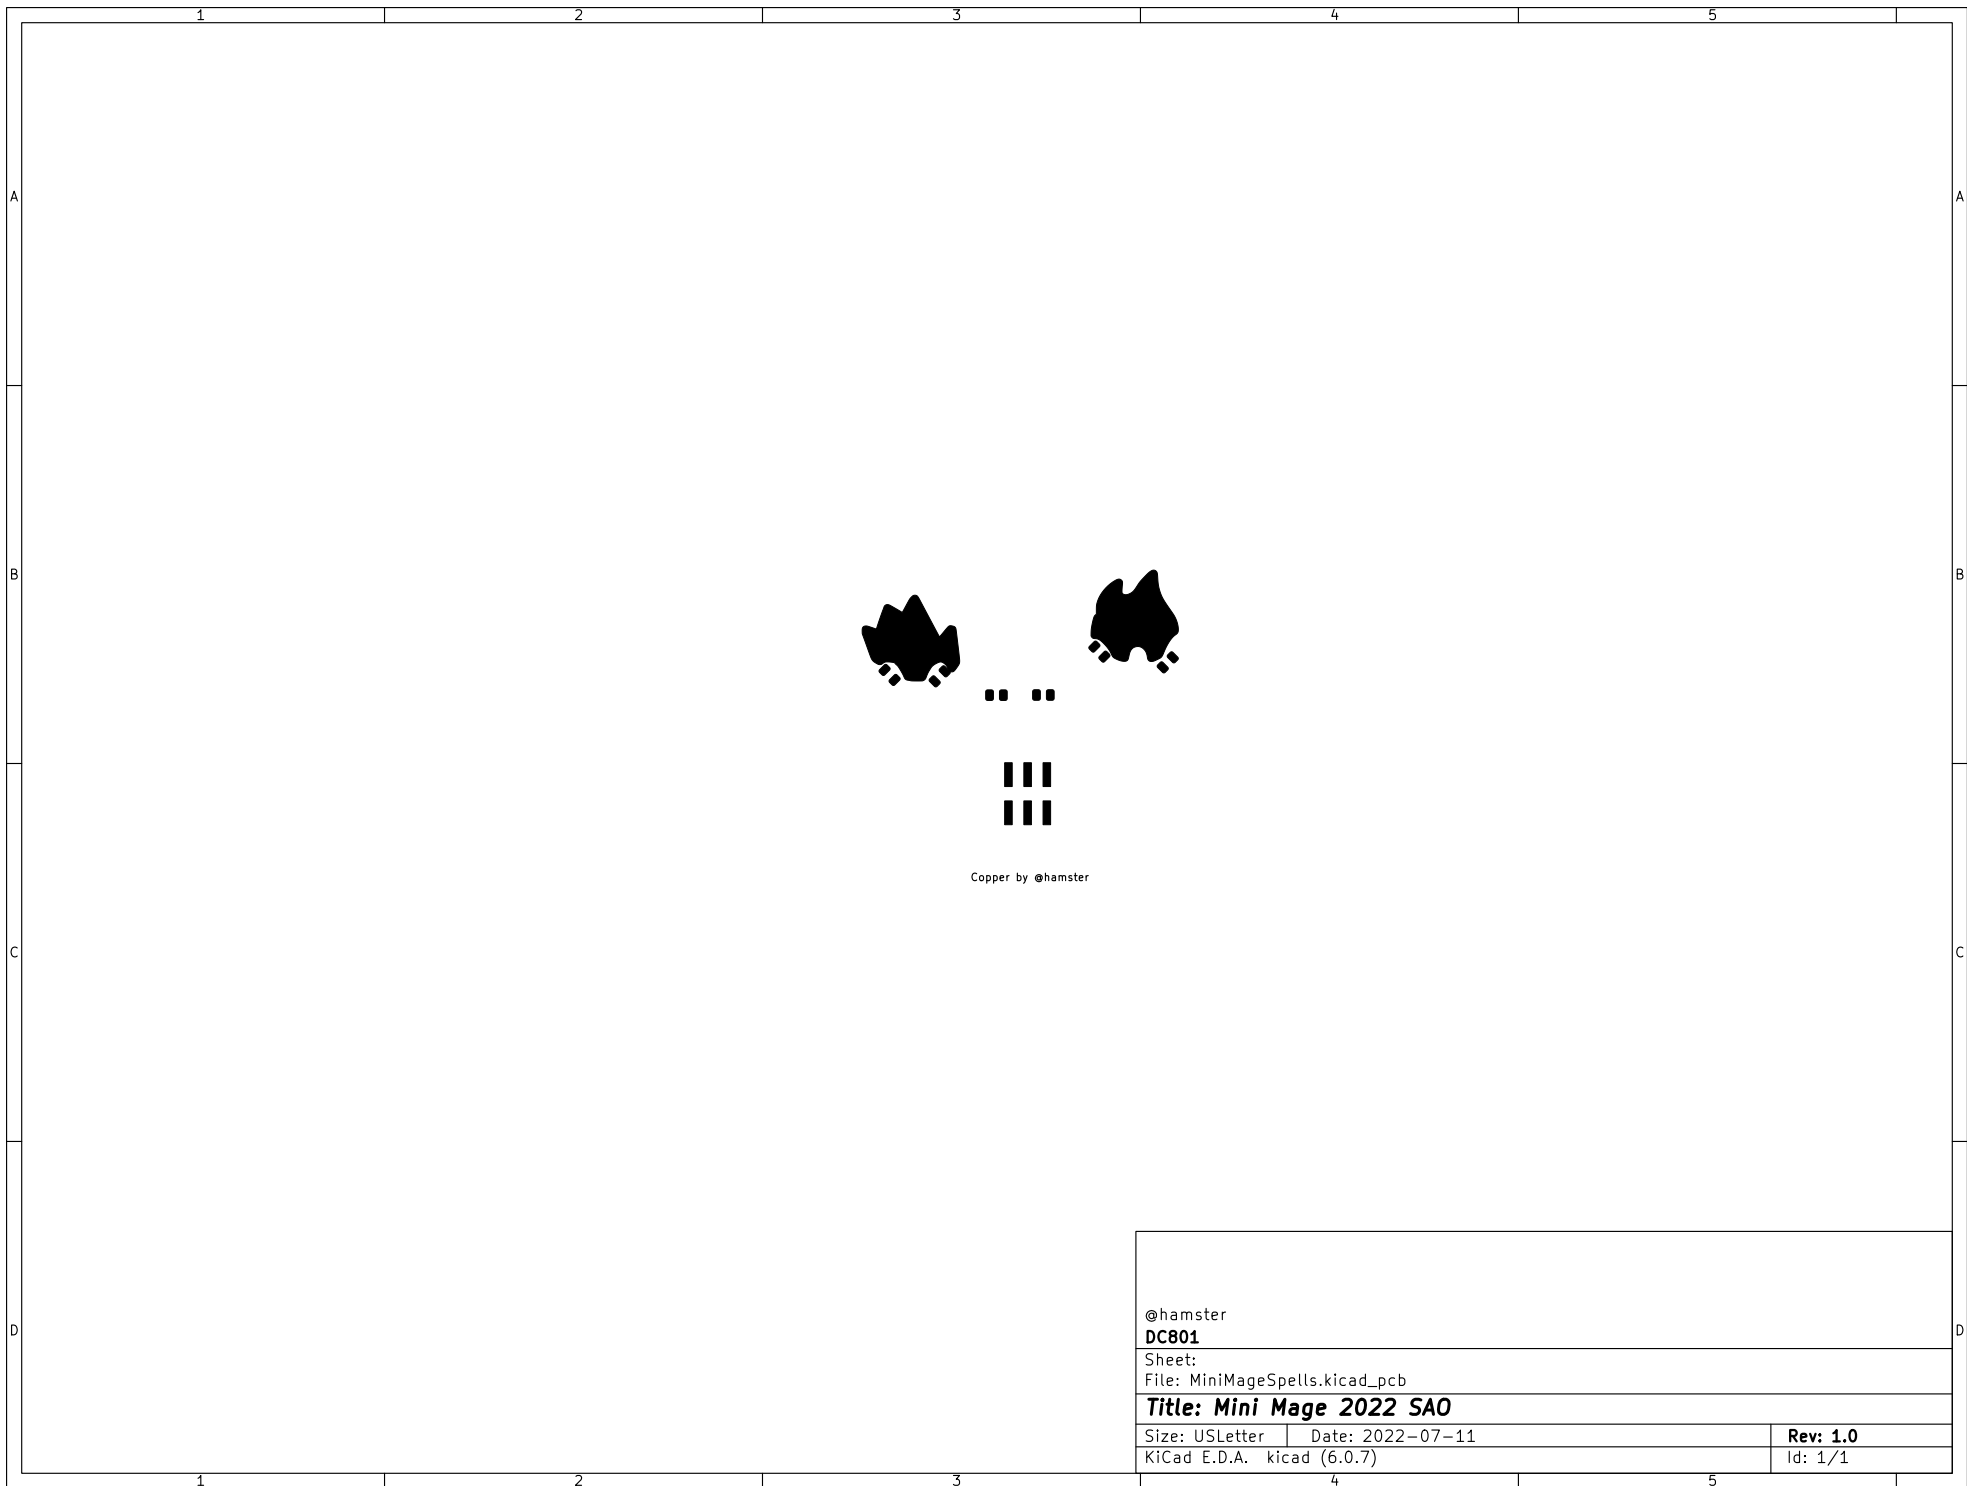 1 2 3 4 5
A A
B B
Copper by @hamster
C C
@hamster
D D
DC801
Sheet:
File: MiniMageSpells.kicad_pcb
Title: Mini Mage 2022 SAO
Size: USLetter Date: 2022-07-11 Rev: 1.0
KiCad E.D.A. kicad (6.0.7) Id: 1/1
1 2 3 4 5